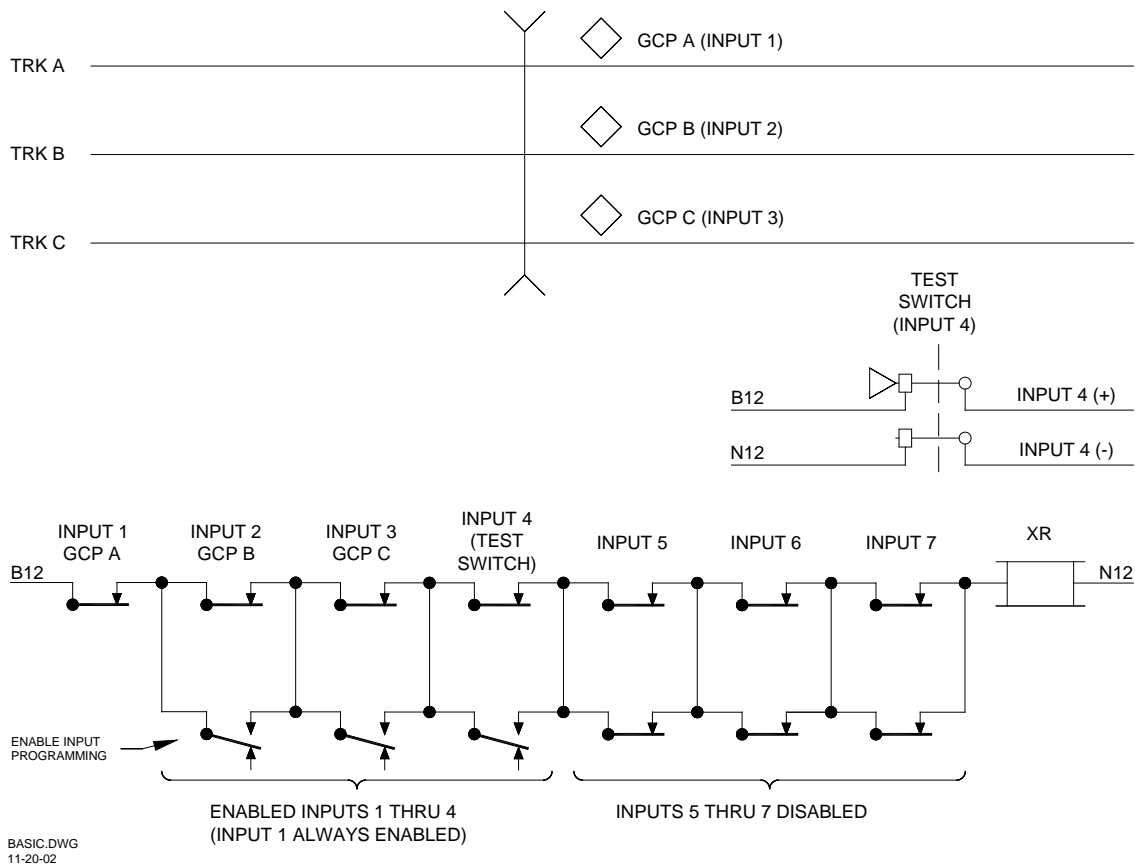 GCP A (INPUT 1)
TRK A
GCP B (INPUT 2)
TRK B
GCP C (INPUT 3)
TRK C
TEST
SWITCH
(INPUT 4)
B12
INPUT 4 (+)
N12
INPUT 4 (-)
INPUT 1
GCP A
INPUT 2
GCP B
INPUT 3
GCP C
INPUT 4
(TEST
SWITCH)
INPUT 5
INPUT 6
INPUT 7
XR
B12
N12
ENABLE INPUT
PROGRAMMING
ENABLED INPUTS 1 THRU 4
(INPUT 1 ALWAYS ENABLED)
INPUTS 5 THRU 7 DISABLED
BASIC.DWG
11-20-02